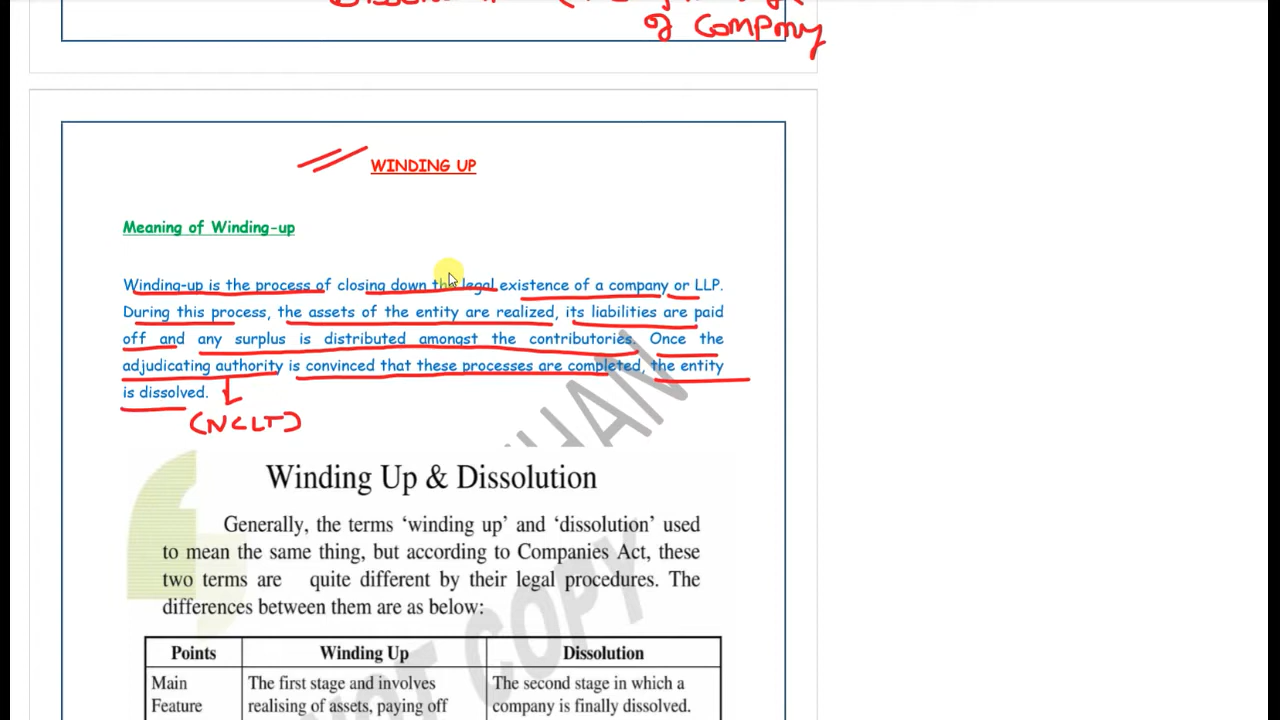 of Company
WINDING UP
Meaning of Winding-up
Winding-up is the process of closing down the legal existence of a company or LLP.
During this process, the assets of the entity are realized, its liabilities are paid
off and any surplus is distributed amongst the contributories. Once the
adjudicating authority is convinced that these processes are completed, the entity
is dissolved.
(NCLT)
Winding Up & Dissolution
Generally, the terms ‘winding up’ and ‘dissolution’ used
to mean the same thing, but according to Companies Act, these
two terms are quite different by their legal procedures. The
differences between them are as below:
Points Winding Up Dissolution
Main The first stage and involves The second stage in which a
Feature realising of assets, paying off company is finally dissolved.
COPY